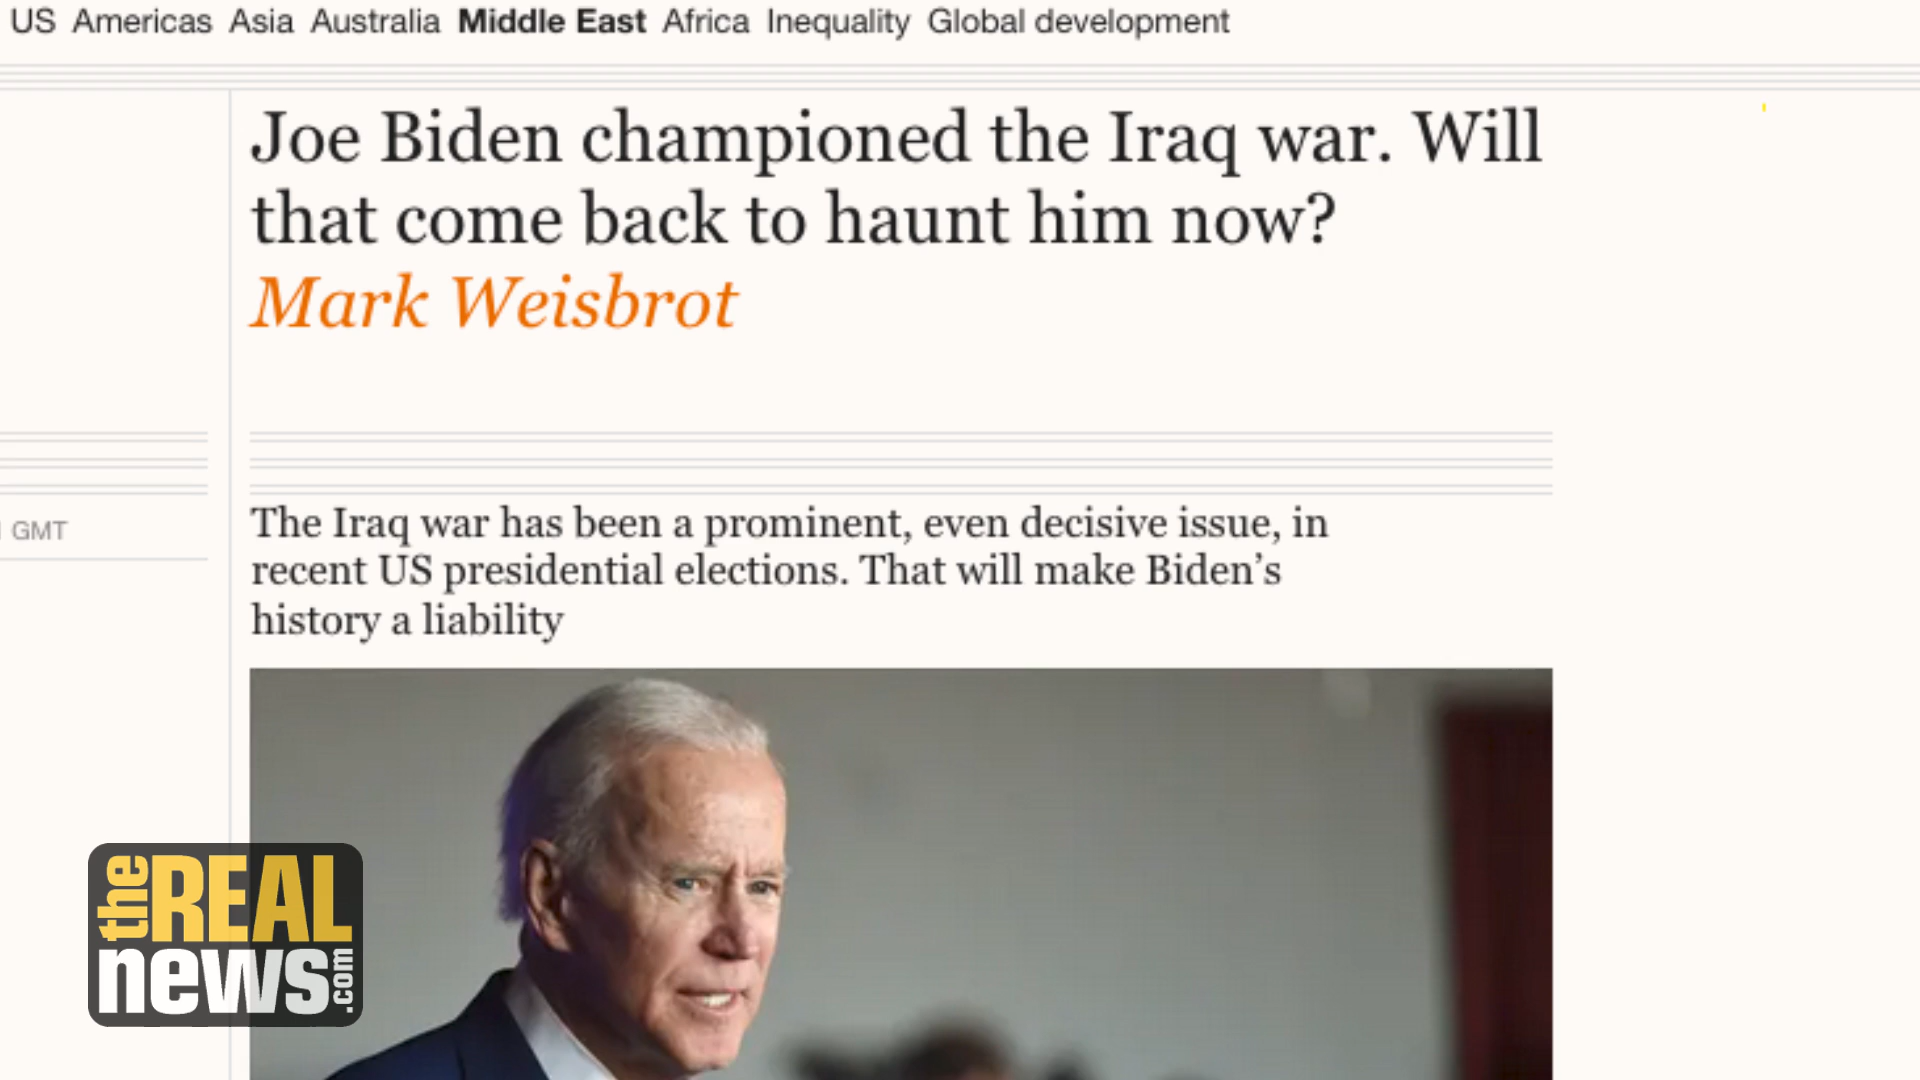 US Americas Asia Australia Middle East Africa Inequality Global development
Joe Biden championed the Iraq war. Will
that come back to haunt him now?
Mark Weisbrot
GMT
The Iraq war has been a prominent, even decisive issue, in
recent US presidential elections. That will make Biden’s
history a liability
the REAL
news.com